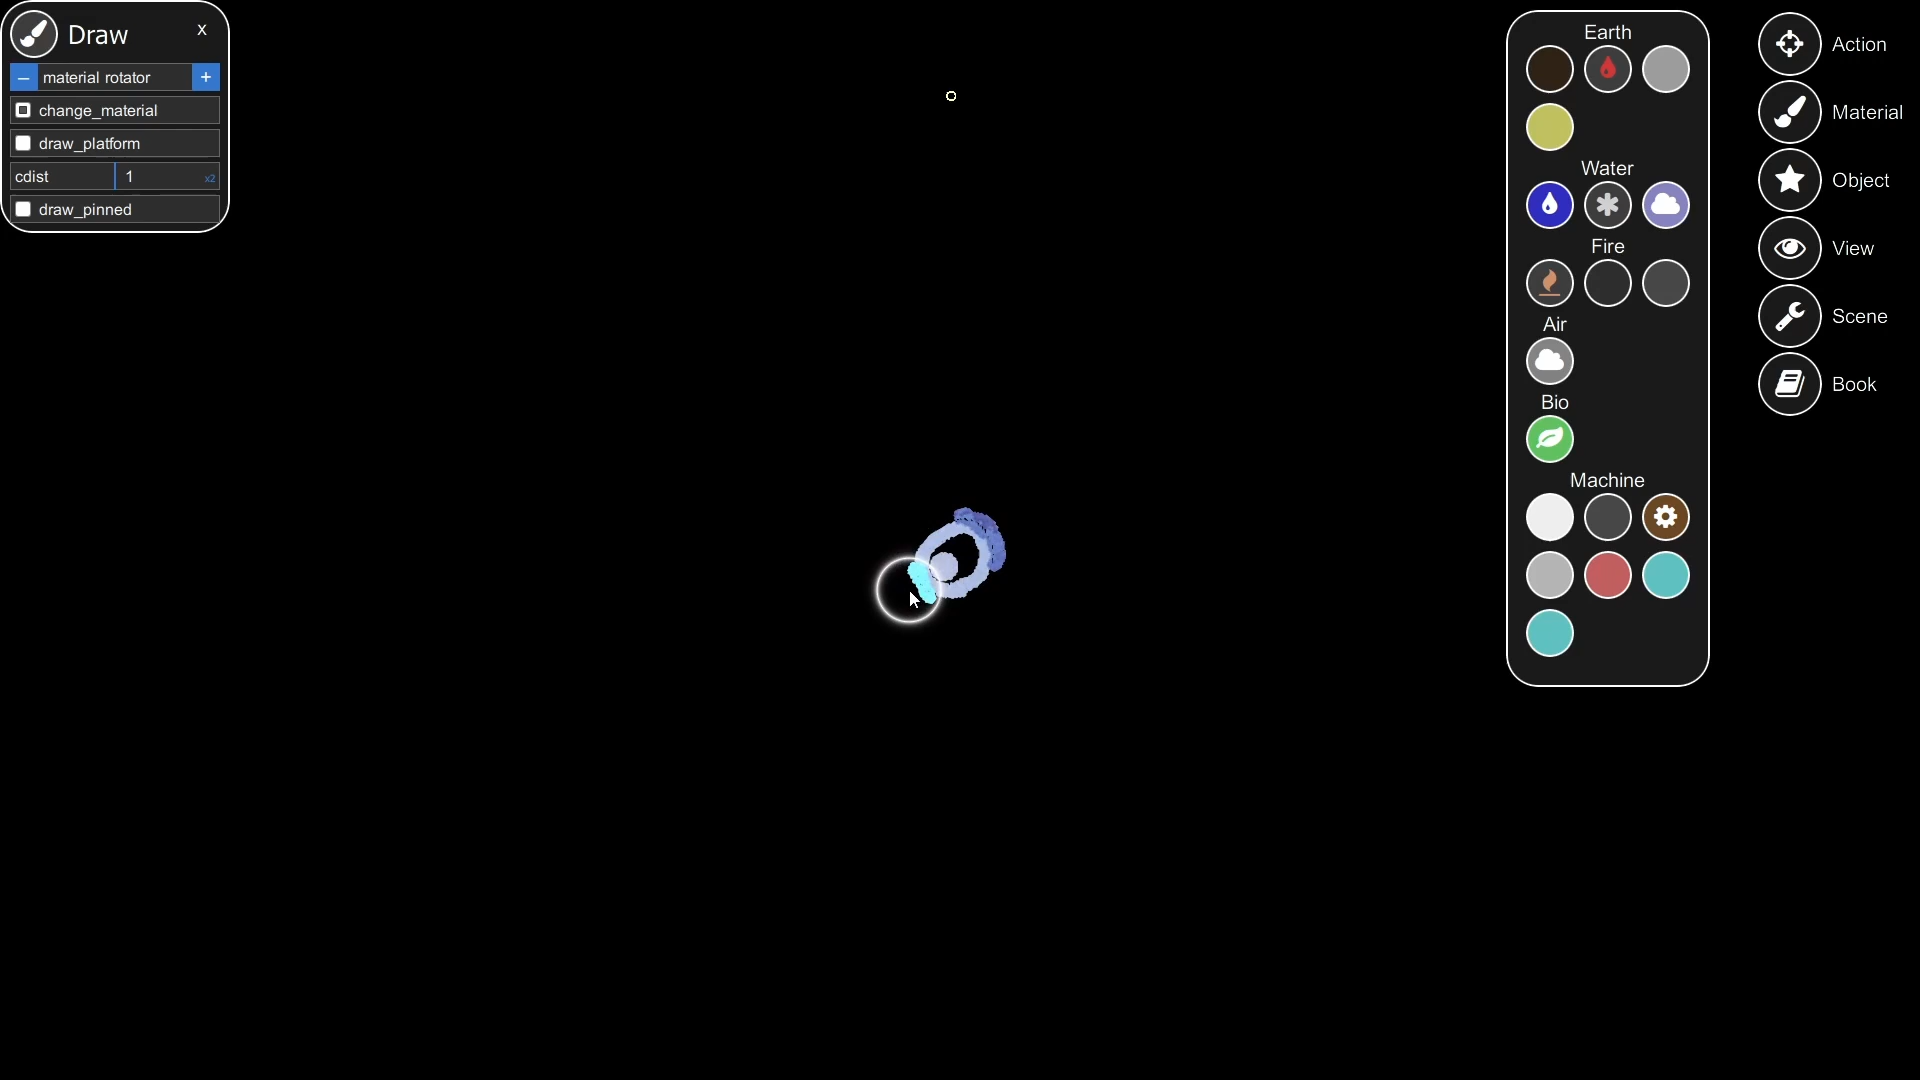 Draw
x
– material rotator +
change_material
draw_platform
cdist 1 x2
draw_pinned
Earth
Water
Fire
Air
Bio
Machine
Action
Material
Object
View
Scene
Book